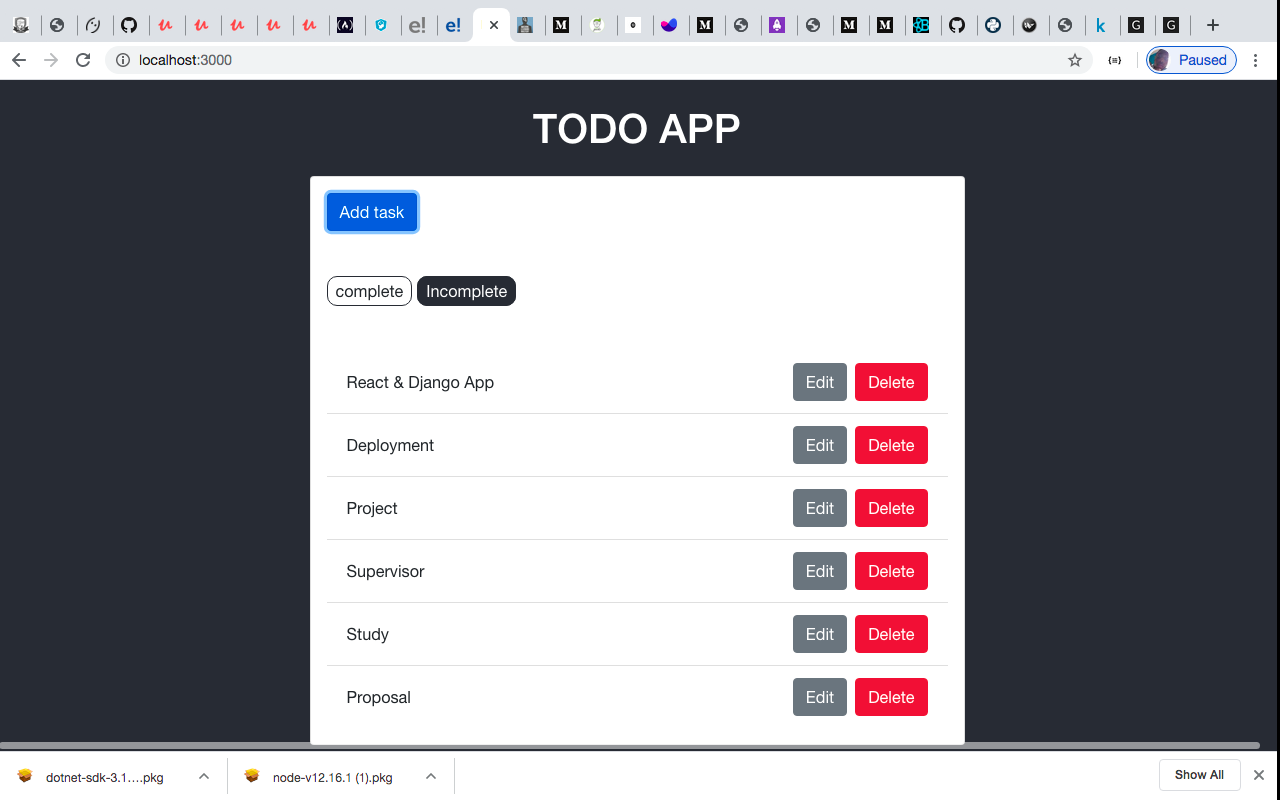 localhost:3000
Paused
TODO APP
Add task
complete Incomplete
React & Django App Edit Delete
Deployment Edit Delete
Project Edit Delete
Supervisor Edit Delete
Study Edit Delete
Proposal Edit Delete
dotnet-sdk-3.1....pkg node-v12.16.1 (1).pkg Show All